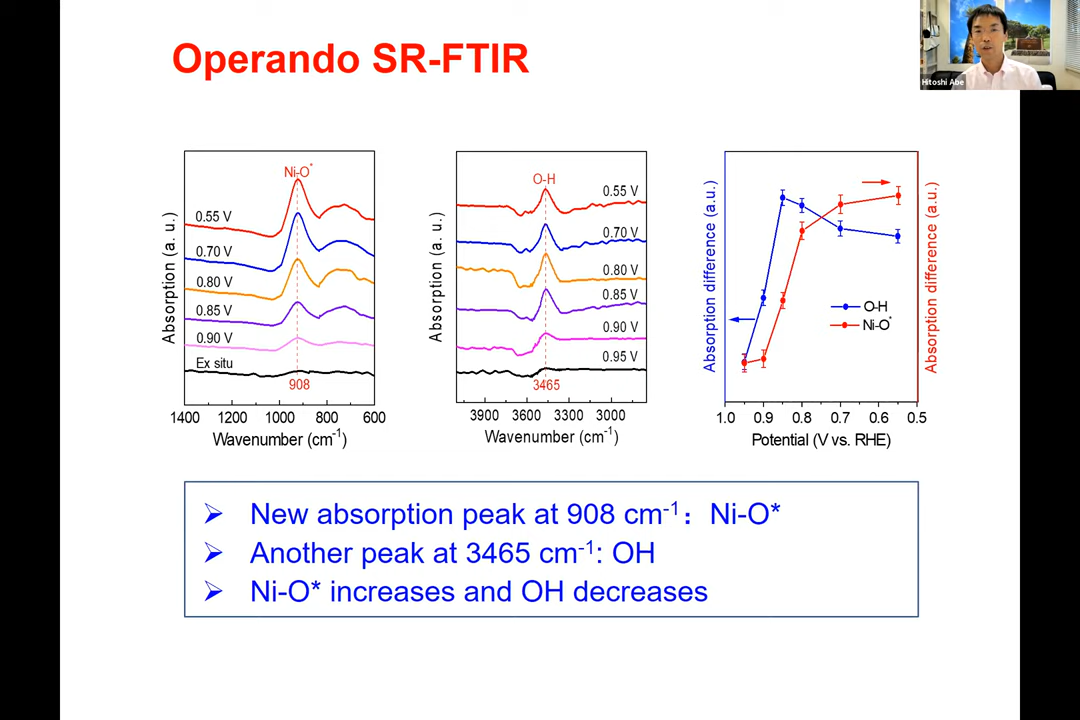 Operando SR-FTIR
Hitoshi Abe
Absorption (a. u.)
Ni-O*
0.55 V
0.70 V
0.80 V
0.85 V
0.90 V
Ex situ
908
1400 1200 1000 800 600
Wavenumber (cm-1)
Absorption (a. u.)
O-H
0.55 V
0.70 V
0.80 V
0.85 V
0.90 V
0.95 V
3465
3900 3600 3300 3000
Wavenumber (cm-1)
Absorption difference (a.u.)
O-H
Ni-O*
Absorption difference (a.u.)
1.0 0.9 0.8 0.7 0.6 0.5
Potential (V vs. RHE)
➢ New absorption peak at 908 cm-1: Ni-O*
➢ Another peak at 3465 cm-1: OH
➢ Ni-O* increases and OH decreases